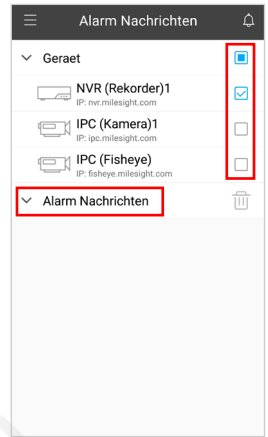 Alarm Nachrichten
Geraet
NVR (Rekorder)1
IP: nvr.milesight.com
IPC (Kamera)1
IP: ipc.milesight.com
IPC (Fisheye)
IP: fisheye.milesight.com
Alarm Nachrichten